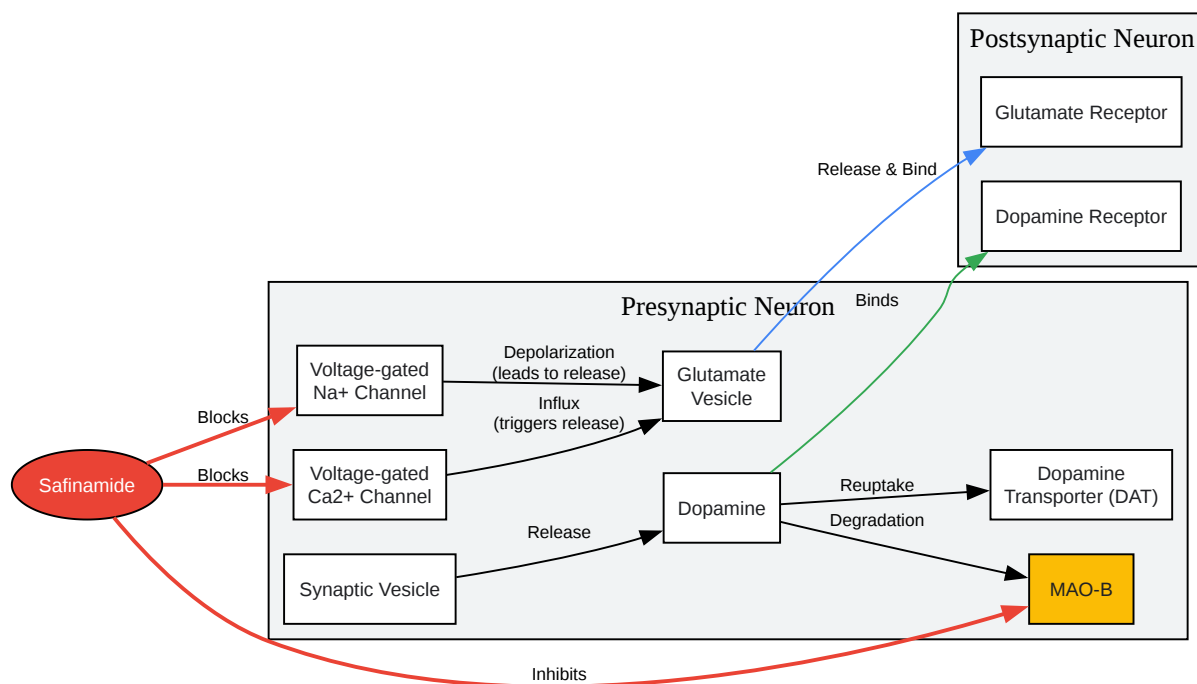 Postsynaptic Neuron
Glutamate Receptor
Release & Bind
Dopamine Receptor
Binds
Presynaptic Neuron
Voltage-gated
Na+ Channel
Depolarization
(leads to release)
Glutamate
Vesicle
Influx
(triggers release)
Blocks
Safinamide
Blocks
Voltage-gated
Ca2+ Channel
Dopamine
Reuptake
Dopamine
Transporter (DAT)
Degradation
Release
Synaptic Vesicle
MAO-B
Inhibits